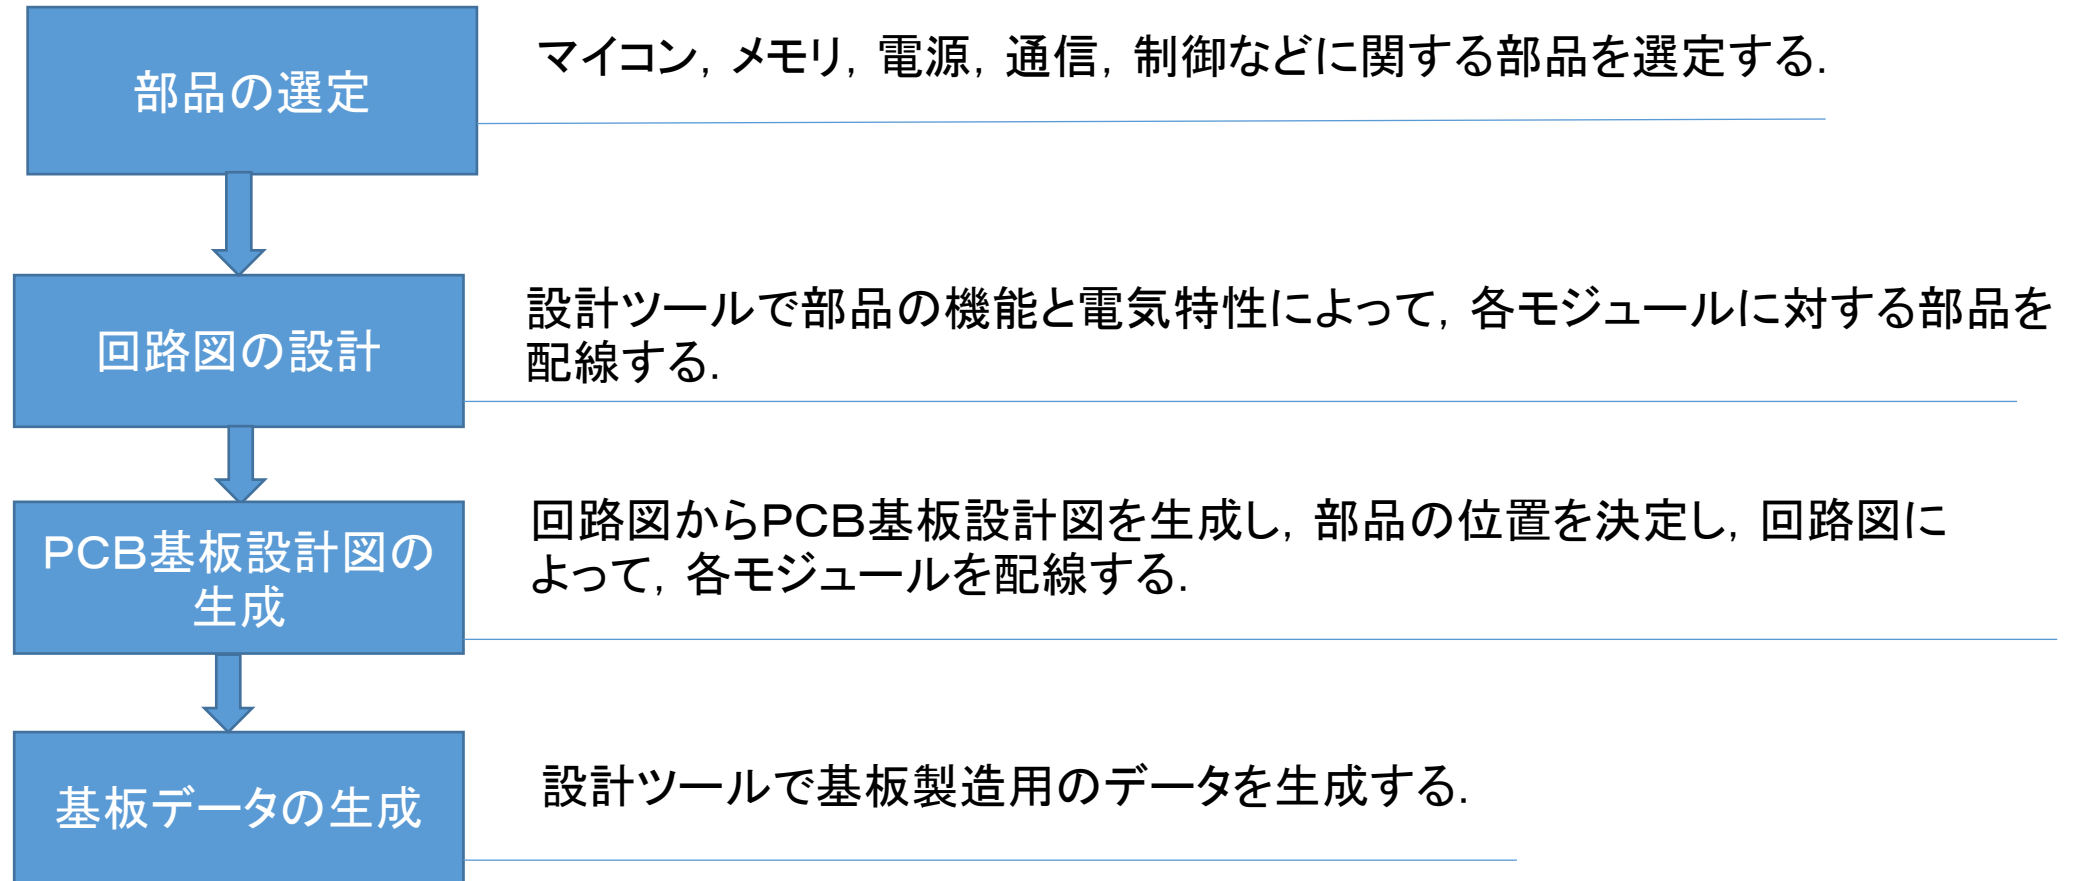 部品の選定
マイコン，メモリ，電源，通信，制御などに関する部品を選定する．
回路図の設計
設計ツールで部品の機能と電気特性によって，各モジュールに対する部品を
配線する．
PCB基板設計図の
生成
回路図からPCB基板設計図を生成し，部品の位置を決定し，回路図に
よって，各モジュールを配線する．
基板データの生成
設計ツールで基板製造用のデータを生成する．